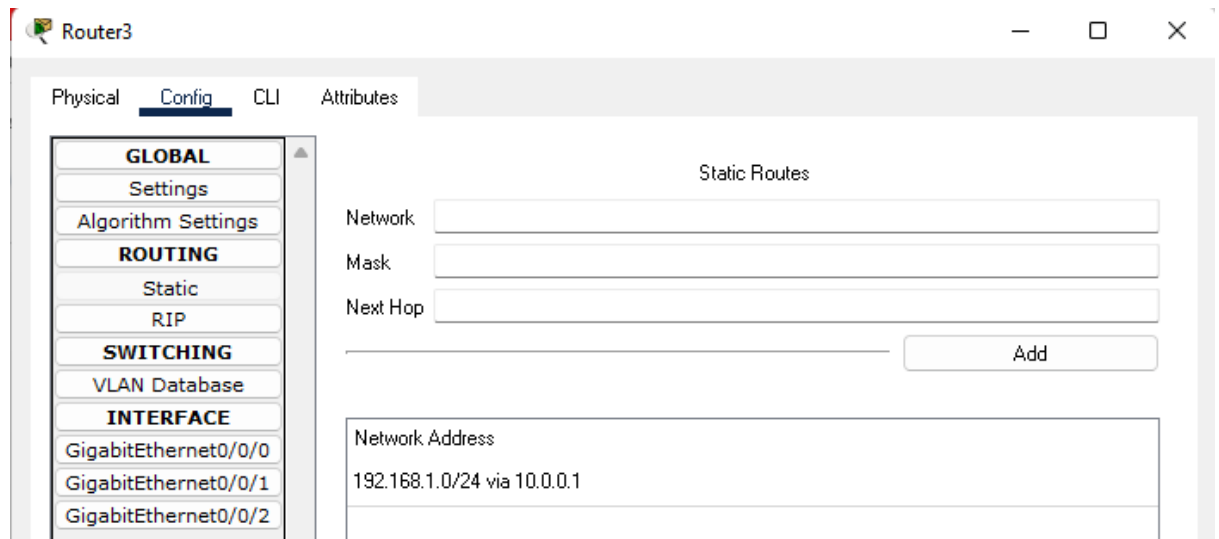 Router3
Physical Config CLI Attributes
GLOBAL
Settings
Algorithm Settings
ROUTING
Static
RIP
SWITCHING
VLAN Database
INTERFACE
GigabitEthernet0/0/0
GigabitEthernet0/0/1
GigabitEthernet0/0/2
Static Routes
Network
Mask
Next Hop
Add
Network Address
192.168.1.0/24 via 10.0.0.1